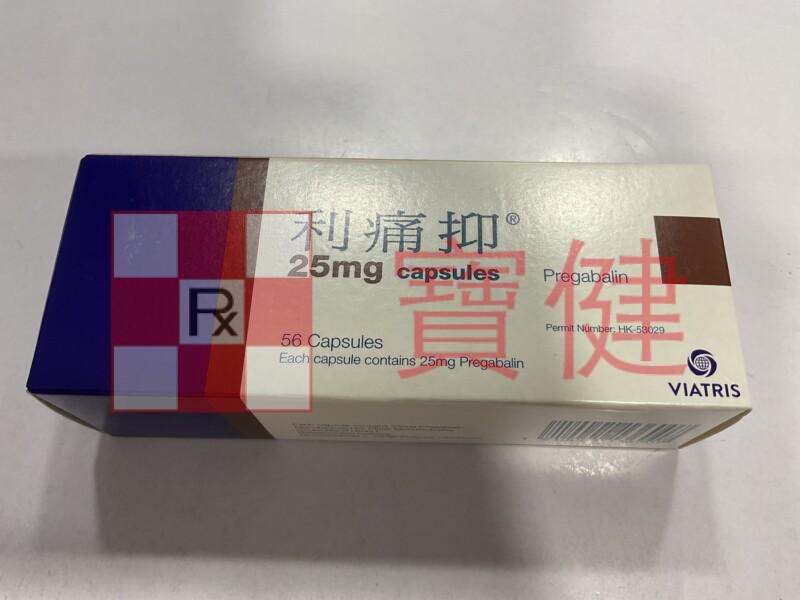 利痛抑®
25mg capsules
Pregabalin
56 Capsules
Each capsule contains 25mg Pregabalin
Permit Number: HK-53029
VIATRIS
Rx
寶健